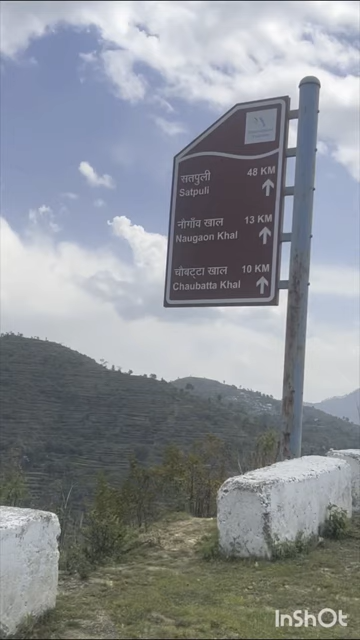 सतपुली 48 KM
Satpuli
नौगाँव खाल 13 KM
Naugaon Khal
चौबट्टा खाल 10 KM
Chaubatta Khal
InShOt